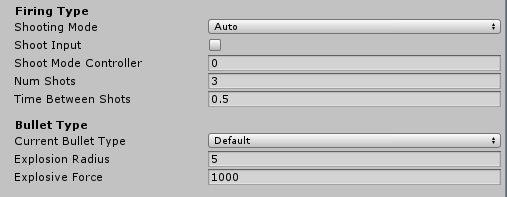 Firing Type
Shooting Mode Auto
Shoot Input
Shoot Mode Controller 0
Num Shots 3
Time Between Shots 0.5
Bullet Type
Current Bullet Type Default
Explosion Radius 5
Explosive Force 1000